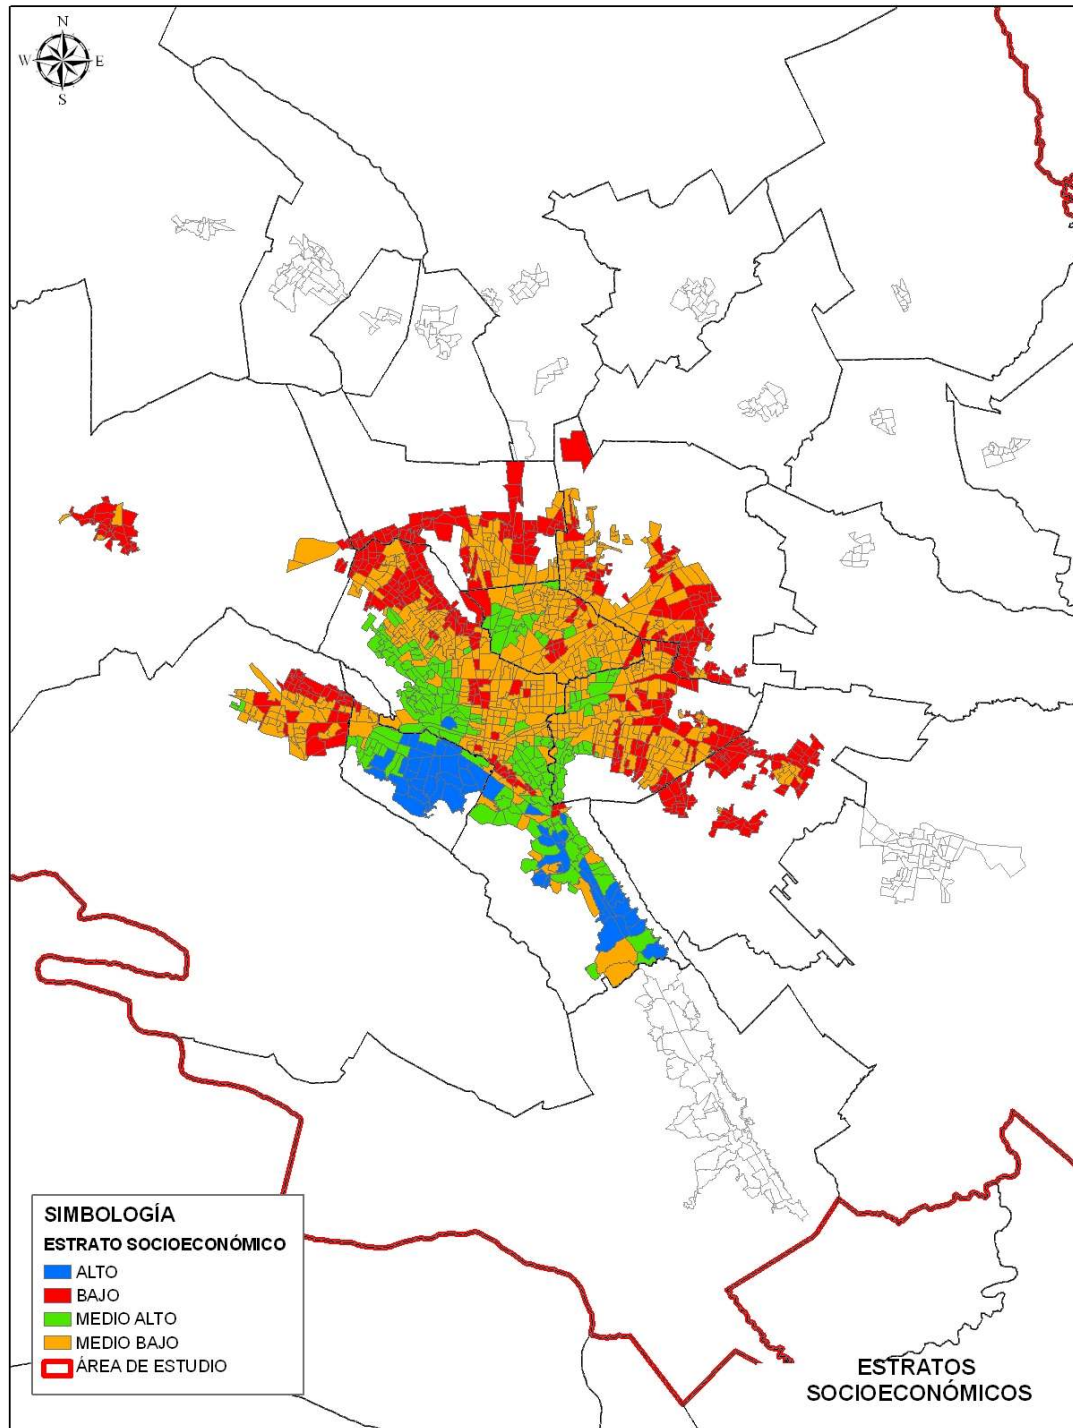 N
W E
S
SIMBOLOGÍA
ESTRATO SOCIOECONÓMICO
ALTO
BAJO
MEDIO ALTO
MEDIO BAJO
ÁREA DE ESTUDIO
ESTRATOS
SOCIOECONÓMICOS